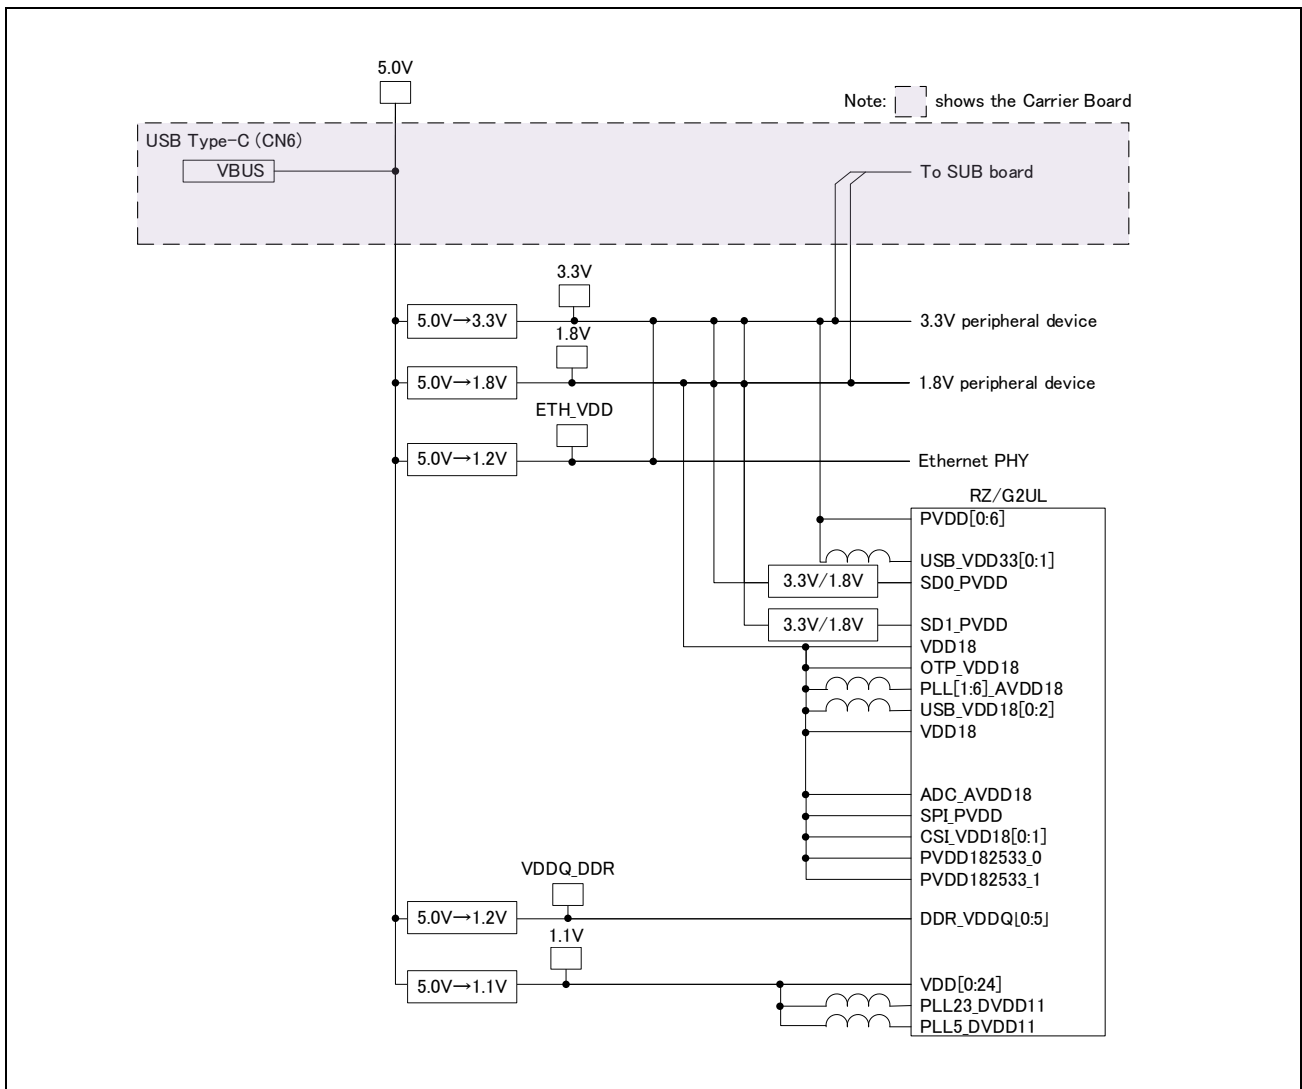 5.0V
Note: shows the Carrier Board
USB Type-C (CN6)
VBUS
To SUB board
3.3V
5.0V→3.3V
3.3V peripheral device
1.8V
5.0V→1.8V
1.8V peripheral device
ETH_VDD
5.0V→1.2V
Ethernet PHY
RZ/G2UL
PVDD[0:6]
USB_VDD33[0:1]
3.3V/1.8V
SD0_PVDD
3.3V/1.8V
SD1_PVDD
VDD18
OTP_VDD18
PLL[1:6]_AVDD18
USB_VDD18[0:2]
VDD18
ADC_AVDD18
SPI_PVDD
CSI_VDD18[0:1]
PVDD182533_0
PVDD182533_1
VDDQ_DDR
5.0V→1.2V
DDR_VDDQ[0:5]
1.1V
5.0V→1.1V
VDD[0:24]
PLL23_DVDD11
PLL5_DVDD11